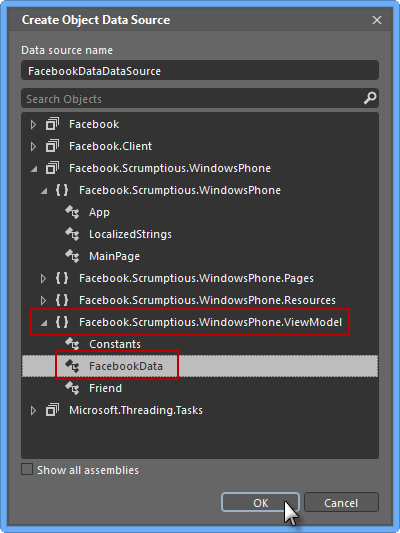 Create Object Data Source
Data source name
FacebookDataDataSource
Search Objects
Facebook
Facebook.Client
Facebook.Scrumptious.WindowsPhone
{ } Facebook.Scrumptious.WindowsPhone
App
LocalizedStrings
MainPage
{ } Facebook.Scrumptious.WindowsPhone.Pages
{ } Facebook.Scrumptious.WindowsPhone.Resources
{ } Facebook.Scrumptious.WindowsPhone.ViewModel
Constants
FacebookData
Friend
Microsoft.Threading.Tasks
Show all assemblies
OK Cancel